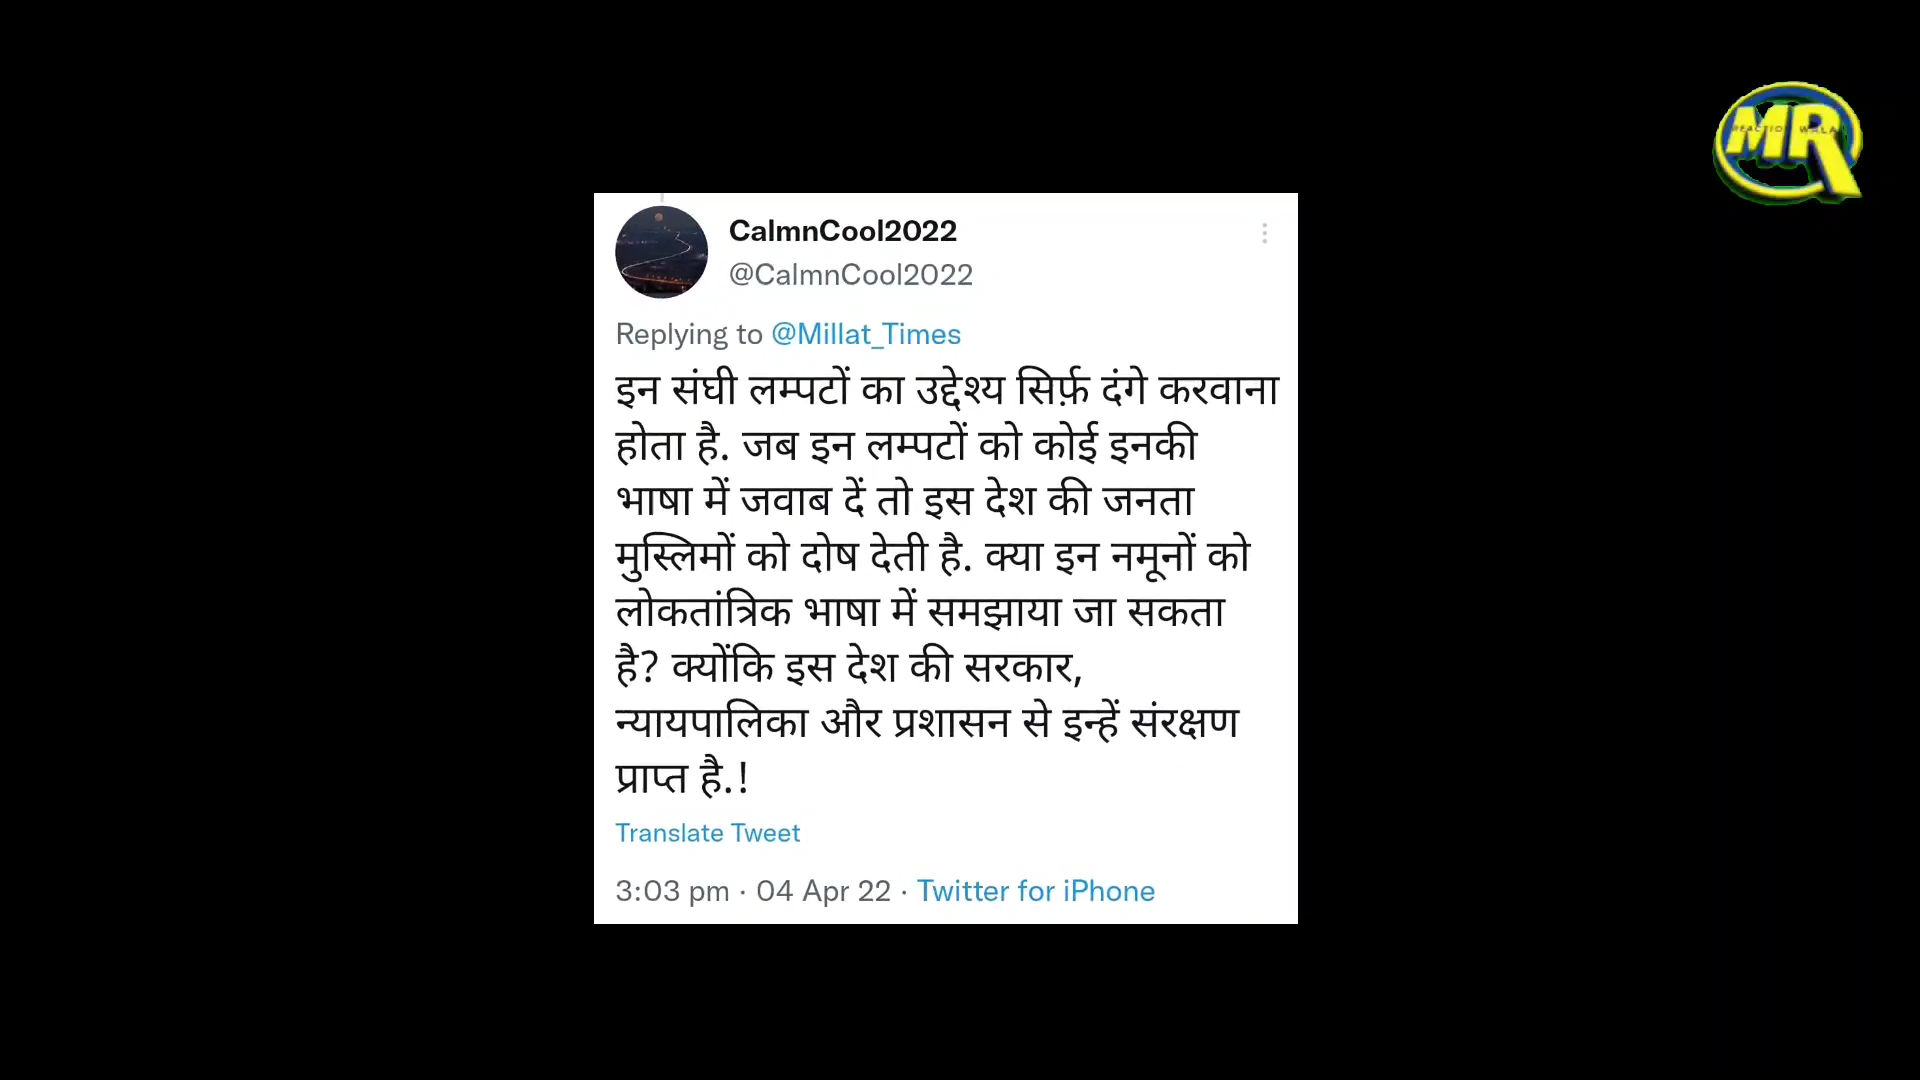 MR
REACTION WALA
CalmnCool2022
@CalmnCool2022
Replying to @Millat_Times
इन संघी लम्पटों का उद्देश्य सिर्फ़ दंगे करवाना
होता है. जब इन लम्पटों को कोई इनकी
भाषा में जवाब दें तो इस देश की जनता
मुस्लिमों को दोष देती है. क्या इन नमूनों को
लोकतांत्रिक भाषा में समझाया जा सकता
है? क्योंकि इस देश की सरकार,
न्यायपालिका और प्रशासन से इन्हें संरक्षण
प्राप्त है.!
Translate Tweet
3:03 pm · 04 Apr 22 · Twitter for iPhone